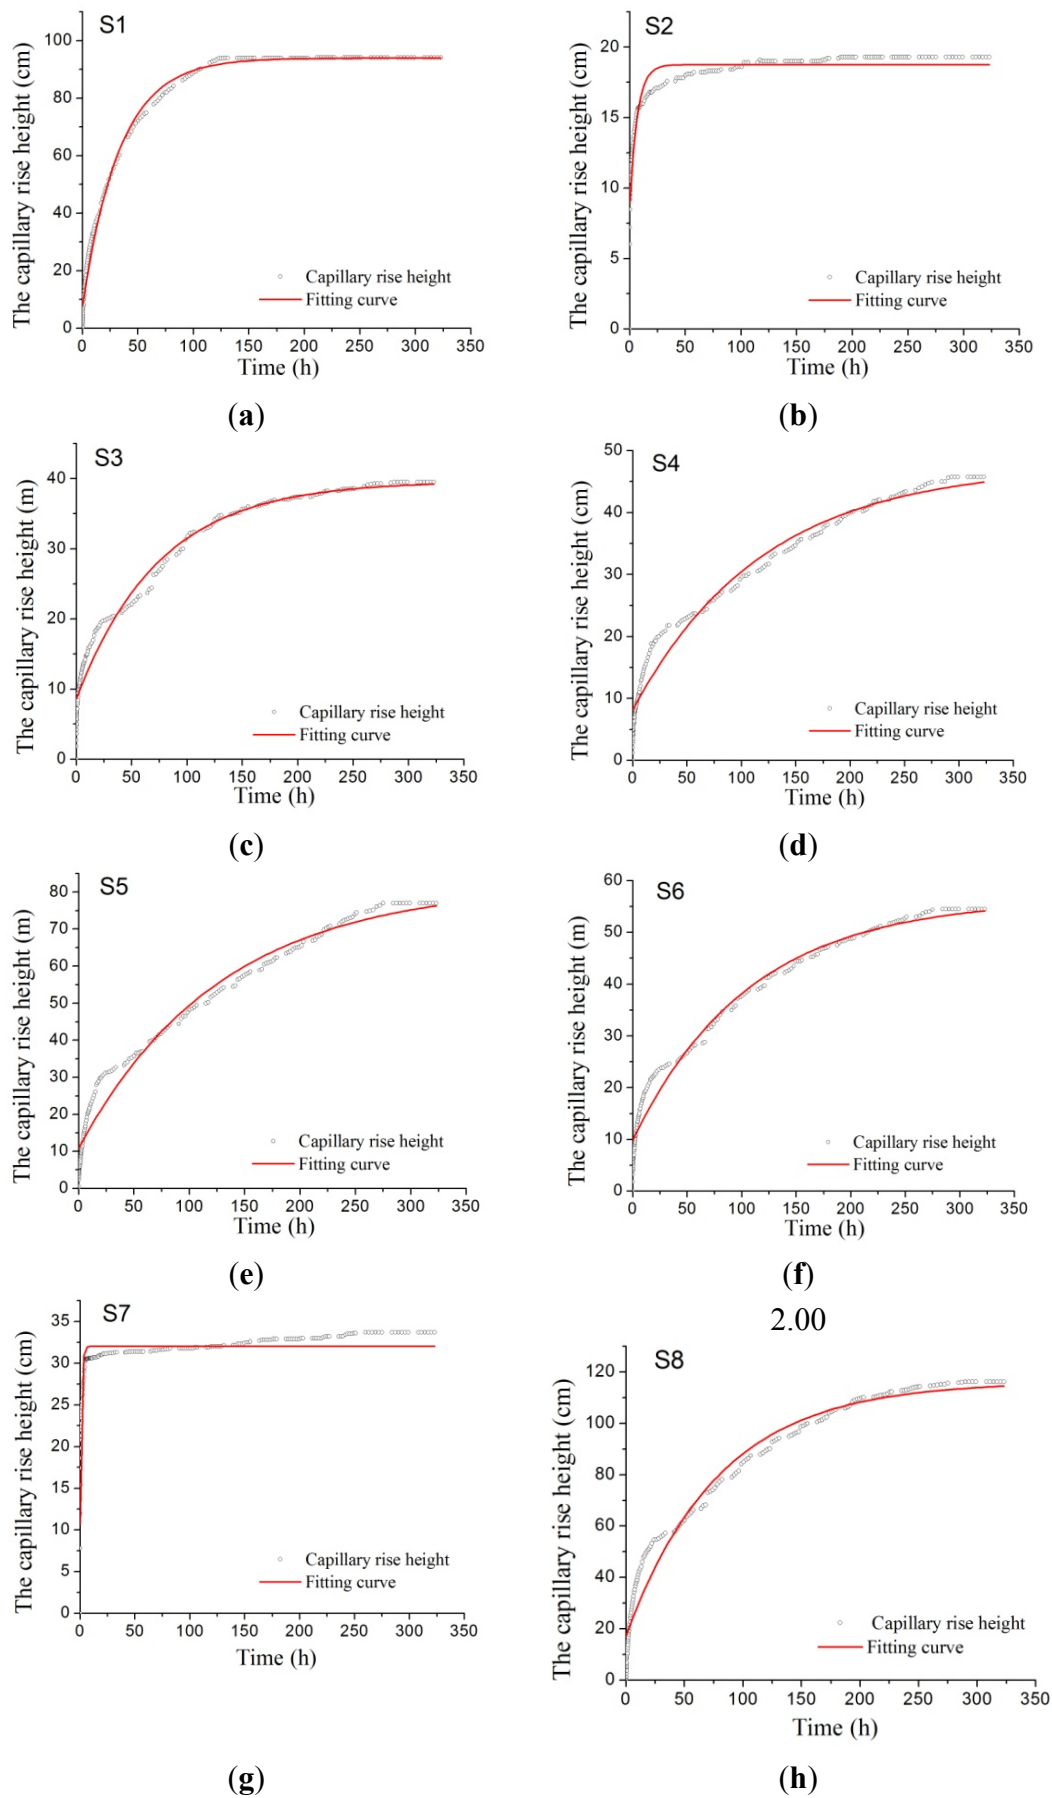 S1
The capillary rise height (cm)
100
80
60
40
20
0
Capillary rise height
Fitting curve
0 50 100 150 200 250 300 350
Time (h)
(a)
S2
The capillary rise height (cm)
20
15
10
5
0
Capillary rise height
Fitting curve
0 50 100 150 200 250 300 350
Time (h)
(b)
S3
The capillary rise height (m)
40
30
20
10
0
Capillary rise height
Fitting curve
0 50 100 150 200 250 300 350
Time (h)
(c)
S4
The capillary rise height (cm)
50
40
30
20
10
0
Capillary rise height
Fitting curve
0 50 100 150 200 250 300 350
Time (h)
(d)
S5
The capillary rise height (m)
80
70
60
50
40
30
20
10
0
Capillary rise height
Fitting curve
0 50 100 150 200 250 300 350
Time (h)
(e)
S6
The capillary rise height (m)
60
50
40
30
20
10
0
Capillary rise height
Fitting curve
0 50 100 150 200 250 300 350
Time (h)
(f)
S7
The capillary rise height (cm)
35
30
25
20
15
10
5
0
Capillary rise height
Fitting curve
0 50 100 150 200 250 300 350
Time (h)
(g)
2.00
S8
The capillary rise height (cm)
120
100
80
60
40
20
0
Capillary rise height
Fitting curve
0 50 100 150 200 250 300 350
Time (h)
(h)